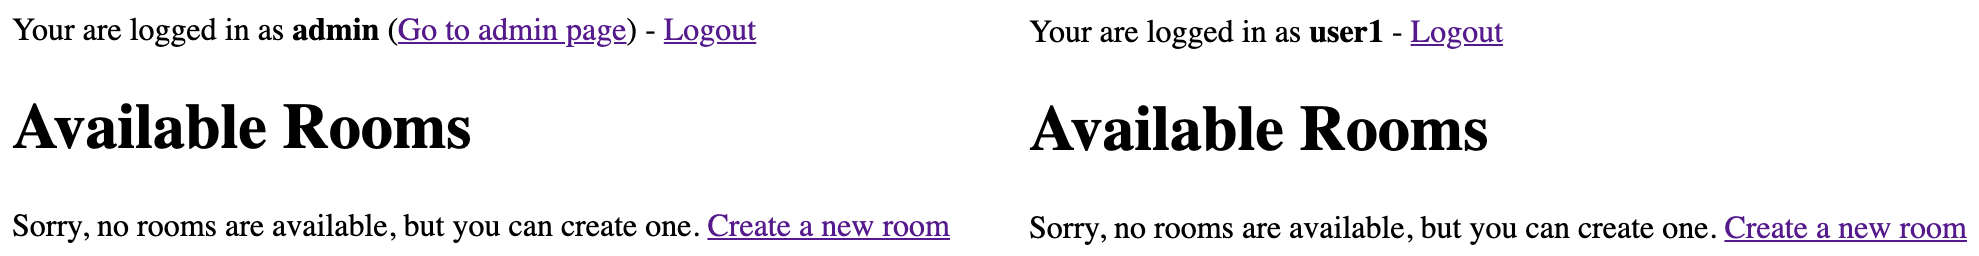 Your are logged in as admin (Go to admin page) - Logout
Available Rooms
Sorry, no rooms are available, but you can create one. Create a new room
Your are logged in as user1 - Logout
Available Rooms
Sorry, no rooms are available, but you can create one. Create a new room